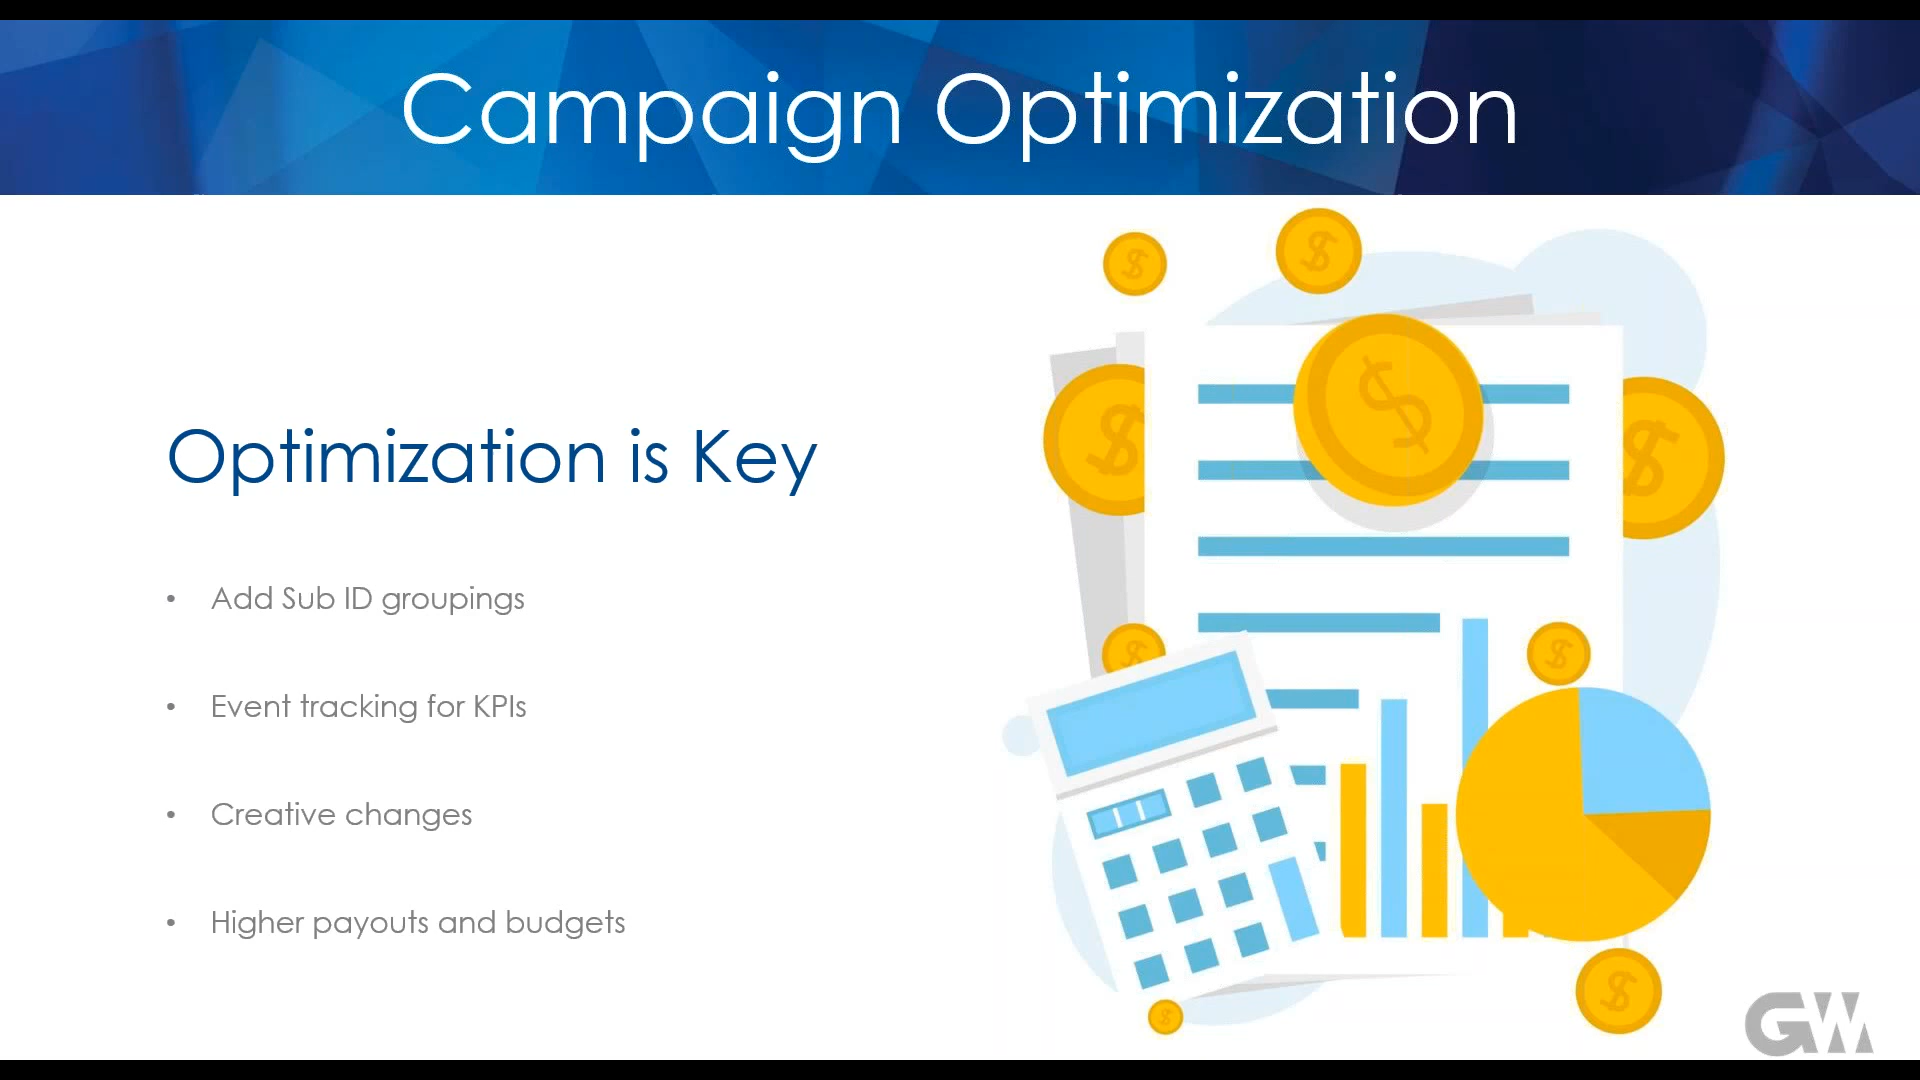 Campaign Optimization
Optimization is Key
• Add Sub ID groupings
• Event tracking for KPIs
• Creative changes
• Higher payouts and budgets
$
$
$
$
$
$
$
$
$
GW